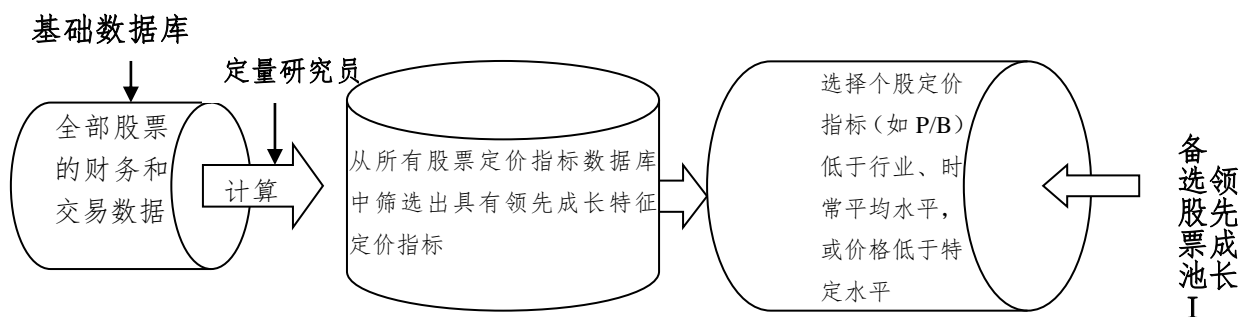 基础数据库
定量研究员
全部股票
的财务和
交易数据
计算
从所有股票定价指标数据库
中筛选出具有领先成长特征
定价指标
选择个股定价
指标（如 P/B）
低于行业、时
常平均水平，
或价格低于特
定水平
领先成长
备选股票池 I